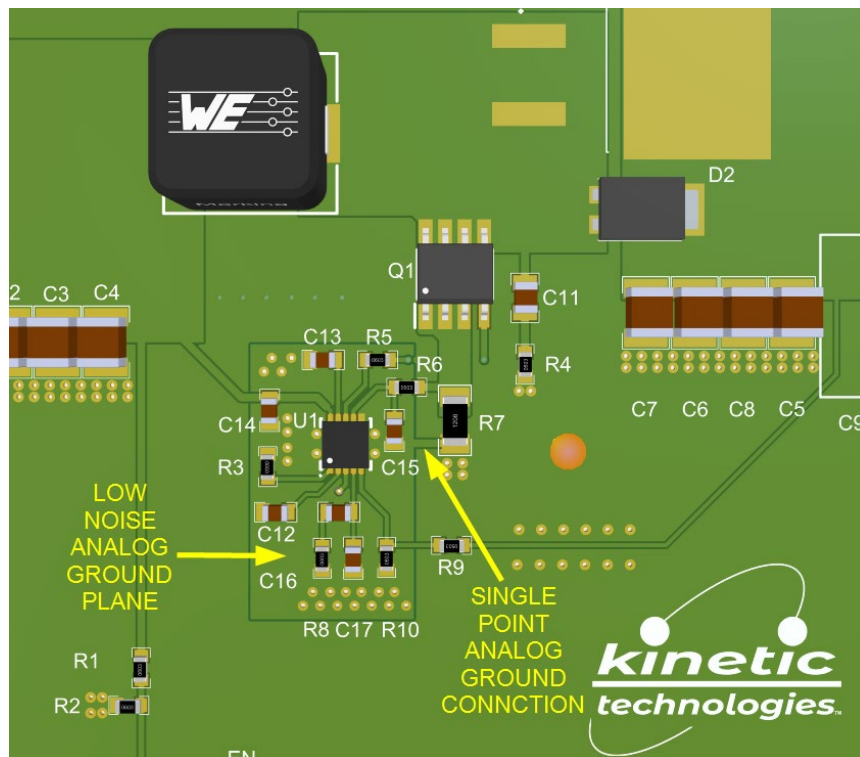 WE
D2
Q1
C11
2 C3 C4
C13
R5
R6
R4
C14
U1
R7
C7 C6 C8 C5
C9
R3
C15
1206
LOW
NOISE
ANALOG
GROUND
PLANE
C12
C16
R9
R8 C17 R10
SINGLE
POINT
ANALOG
GROUND
CONNCTION
R1
R2
kinetic
technologies™